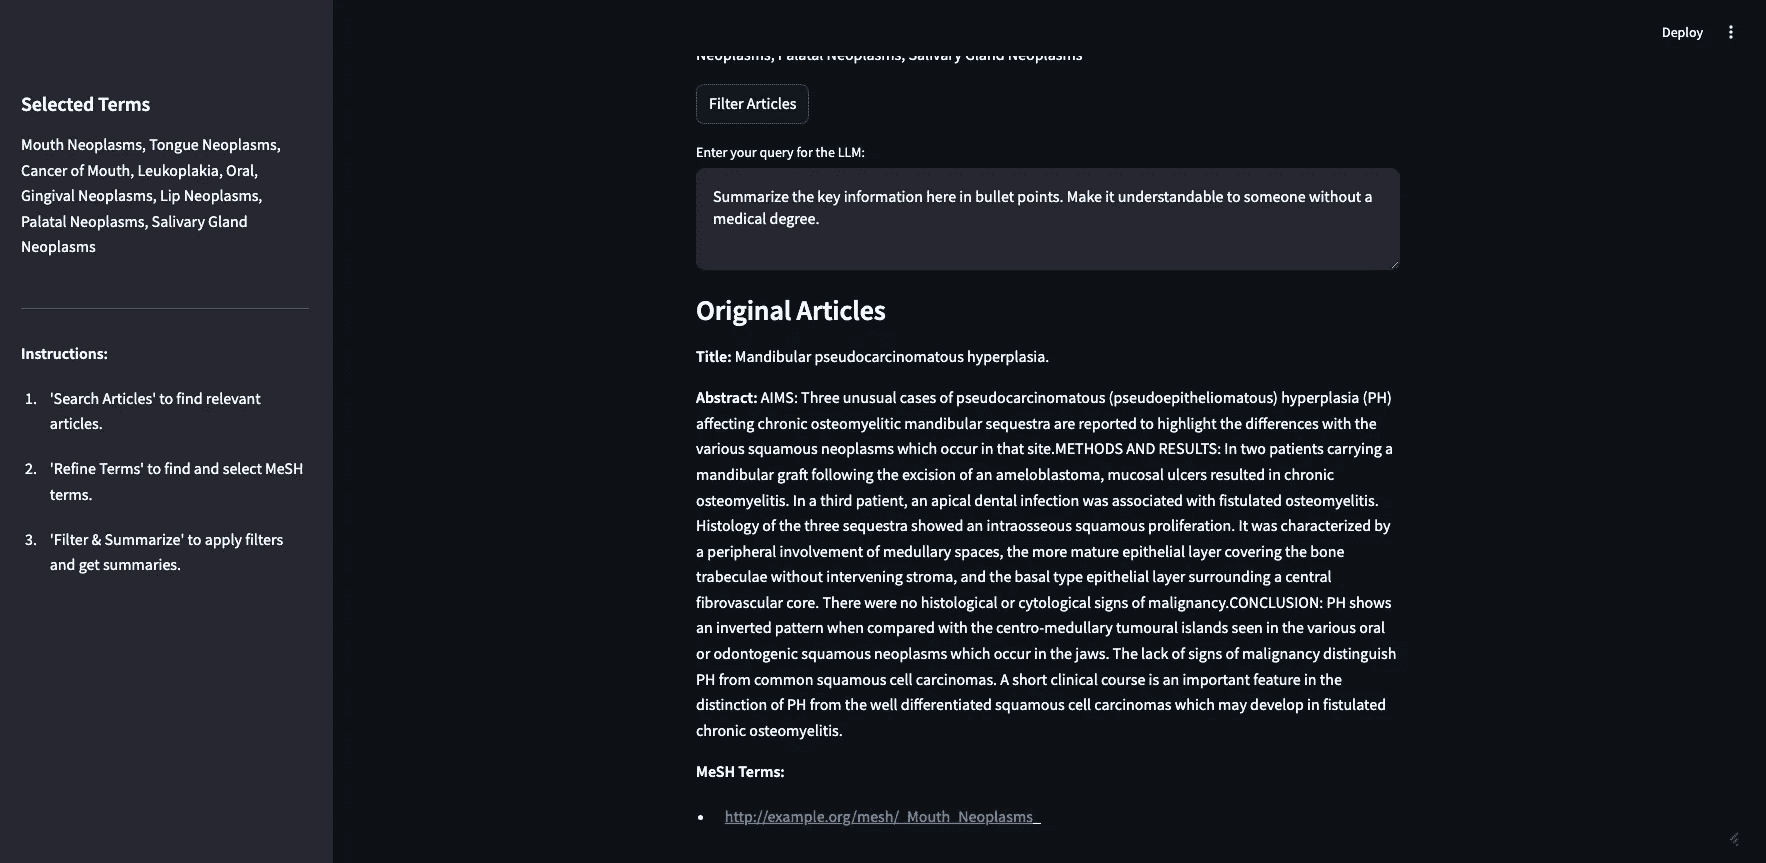 Deploy
Selected Terms
Mouth Neoplasms, Tongue Neoplasms,
Cancer of Mouth, Leukoplakia, Oral,
Gingival Neoplasms, Lip Neoplasms,
Palatal Neoplasms, Salivary Gland
Neoplasms
Instructions:
1. 'Search Articles' to find relevant
articles.
2. 'Refine Terms' to find and select MeSH
terms.
3. 'Filter & Summarize' to apply filters
and get summaries.
Neoplasms, Palatal Neoplasms, Salivary Gland Neoplasms
Filter Articles
Enter your query for the LLM:
Summarize the key information here in bullet points. Make it understandable to someone without a
medical degree.
Original Articles
Title: Mandibular pseudocarcinomatous hyperplasia.
Abstract: AIMS: Three unusual cases of pseudocarcinomatous (pseudoepitheliomatous) hyperplasia (PH)
affecting chronic osteomyelitic mandibular sequestra are reported to highlight the differences with the
various squamous neoplasms which occur in that site.METHODS AND RESULTS: In two patients carrying a
mandibular graft following the excision of an ameloblastoma, mucosal ulcers resulted in chronic
osteomyelitis. In a third patient, an apical dental infection was associated with fistulated osteomyelitis.
Histology of the three sequestra showed an intraosseous squamous proliferation. It was characterized by
a peripheral involvement of medullary spaces, the more mature epithelial layer covering the bone
trabeculae without intervening stroma, and the basal type epithelial layer surrounding a central
fibrovascular core. There were no histological or cytological signs of malignancy.CONCLUSION: PH shows
an inverted pattern when compared with the centro-medullary tumoural islands seen in the various oral
or odontogenic squamous neoplasms which occur in the jaws. The lack of signs of malignancy distinguish
PH from common squamous cell carcinomas. A short clinical course is an important feature in the
distinction of PH from the well differentiated squamous cell carcinomas which may develop in fistulated
chronic osteomyelitis.
MeSH Terms:
• http://example.org/mesh/_Mouth_Neoplasms_